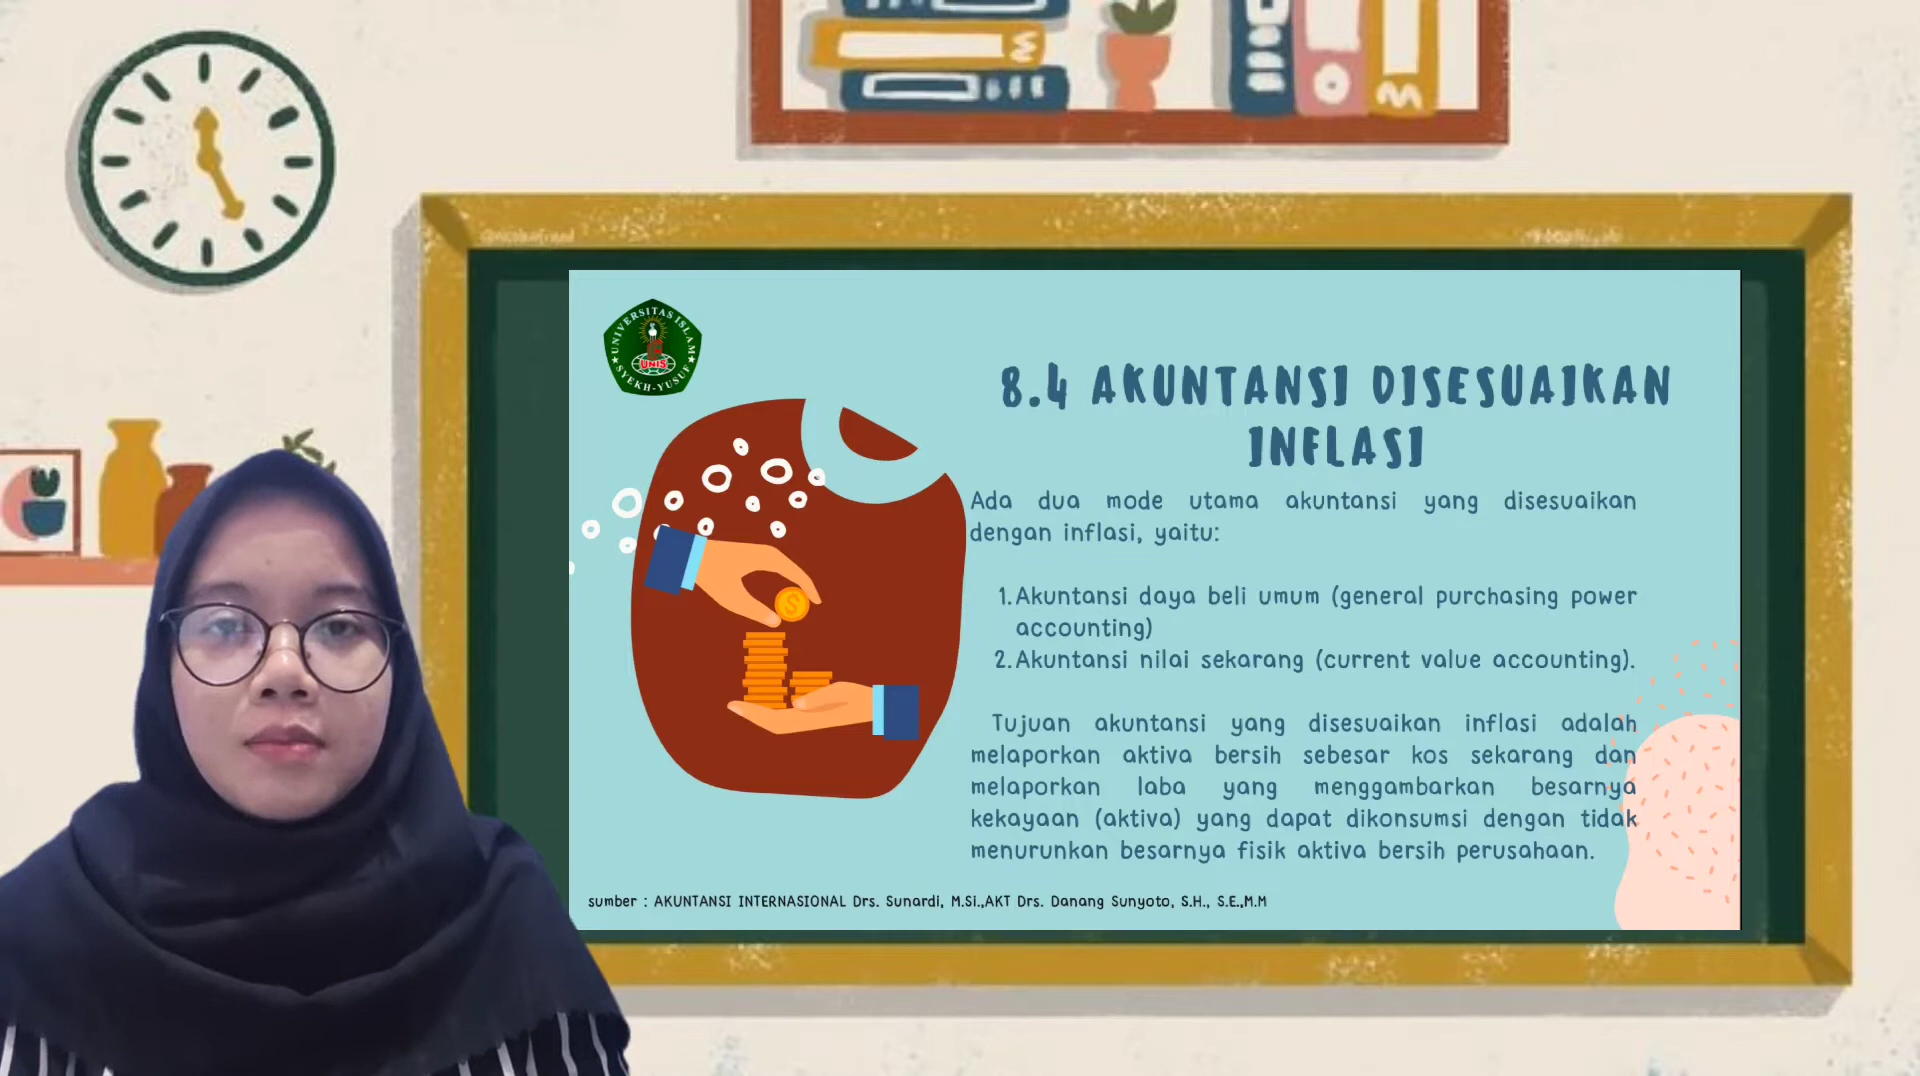 UNIVERSITAS ISLAM
UNIS
SYEKH-YUSUF
8.4 AKUNTANSI DISESUAIKAN
INFLASI
Ada dua mode utama akuntansi yang disesuaikan
dengan inflasi, yaitu:
1. Akuntansi daya beli umum (general purchasing power
accounting)
2. Akuntansi nilai sekarang (current value accounting).
Tujuan akuntansi yang disesuaikan inflasi adalah
melaporkan aktiva bersih sebesar kos sekarang dan
melaporkan laba yang menggambarkan besarnya
kekayaan (aktiva) yang dapat dikonsumsi dengan tidak
menurunkan besarnya fisik aktiva bersih perusahaan.
sumber : AKUNTANSI INTERNASIONAL Drs. Sunardi, M.Si.,AKT Drs. Danang Sunyoto, S.H., S.E.,M.M